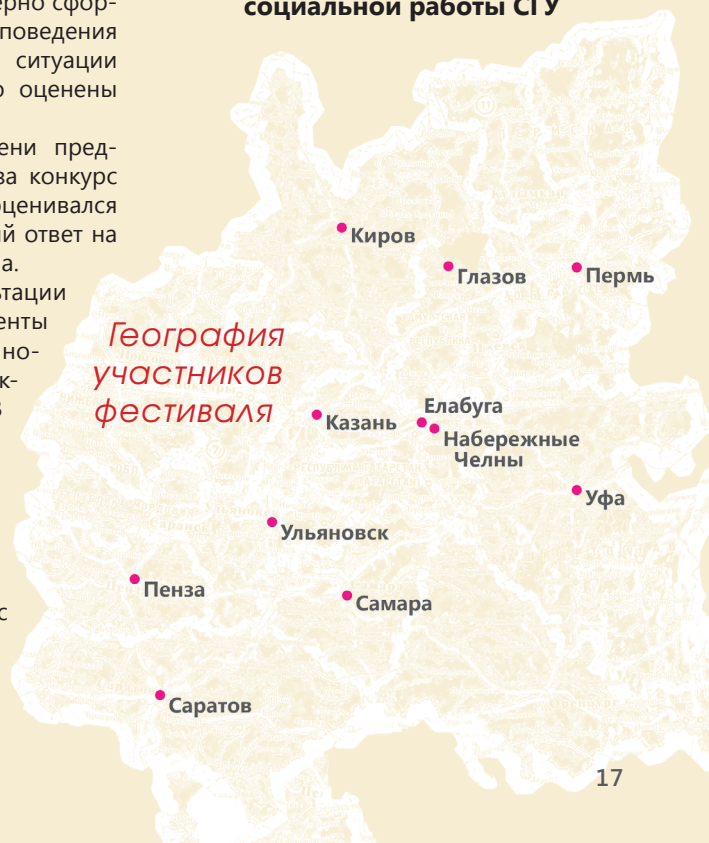 ерно сфор-
поведения
ситуации
о оценены
ени пред-
ва конкурс
оценивался
й ответ на
а.
ьтации
енты
но-
к-
в
с
социальной работы СГУ
География
участников
фестиваля
Киров
Глазов
Пермь
Казань
Елабуга
Набережные
Челны
Уфа
Ульяновск
Пенза
Самара
Саратов
17